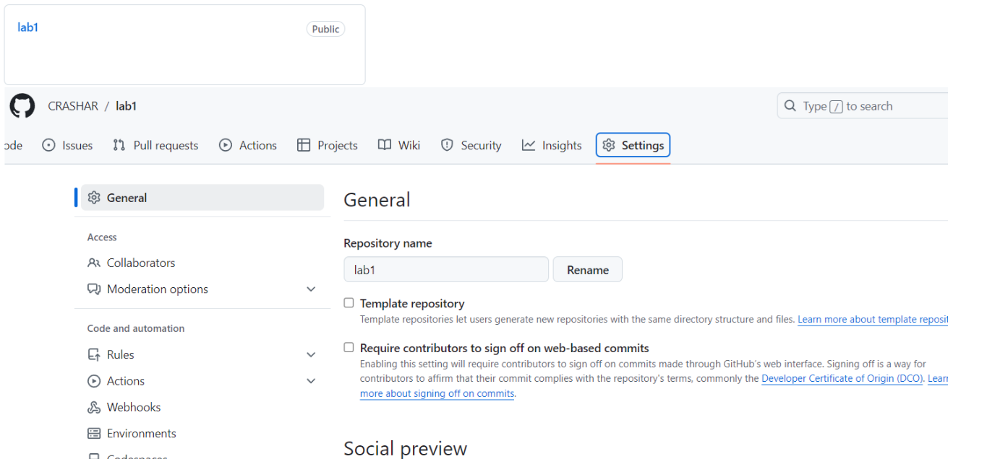 lab1
Public
CRASHAR / lab1
Type / to search
ode Issues Pull requests Actions Projects Wiki Security Insights Settings
General
Access
Collaborators
Moderation options
Code and automation
Rules
Actions
Webhooks
Environments
Codespaces
General
Repository name
lab1 Rename
Template repository
Template repositories let users generate new repositories with the same directory structure and files. Learn more about template reposit
Require contributors to sign off on web-based commits
Enabling this setting will require contributors to sign off on commits made through GitHub's web interface. Signing off is a way for
contributors to affirm that their commit complies with the repository's terms, commonly the Developer Certificate of Origin (DCO). Learn
more about signing off on commits.
Social preview